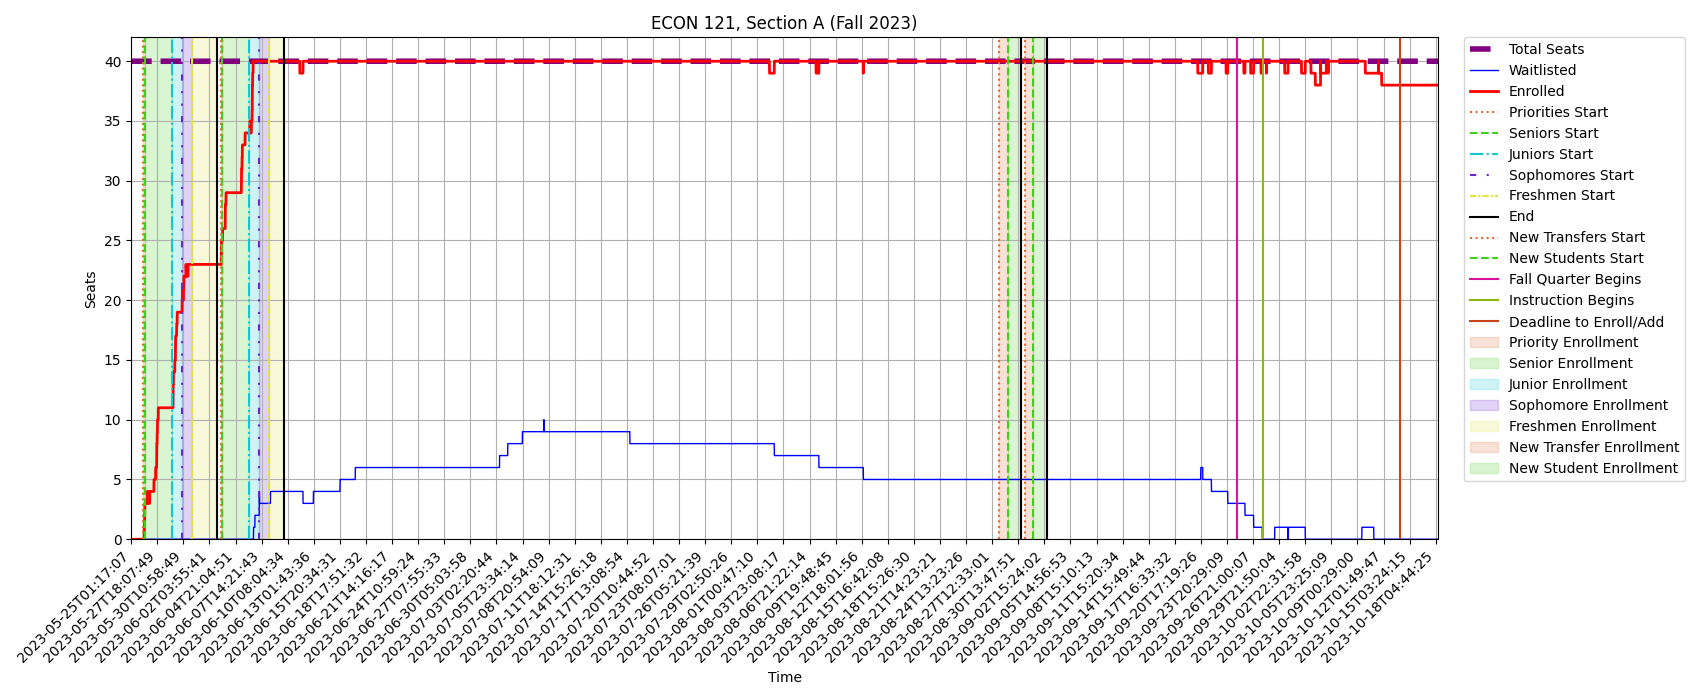 ECON 121, Section A (Fall 2023)
Seats
40
35
30
25
20
15
10
5
0
2023-05-25T01:17:07
2023-05-27T18:07:49
2023-05-30T10:58:49
2023-06-02T03:55:41
2023-06-04T21:04:51
2023-06-07T14:21:43
2023-06-10T08:04:34
2023-06-13T01:43:36
2023-06-15T20:34:31
2023-06-18T17:51:32
2023-06-21T14:16:17
2023-06-24T10:59:24
2023-06-27T07:55:33
2023-06-30T05:03:58
2023-07-03T02:20:44
2023-07-05T23:34:14
2023-07-08T20:54:09
2023-07-11T18:12:31
2023-07-14T15:26:18
2023-07-17T13:08:54
2023-07-20T10:44:52
2023-07-23T08:07:01
2023-07-26T05:21:39
2023-07-29T02:50:26
2023-08-01T00:47:10
2023-08-03T23:08:17
2023-08-06T21:22:14
2023-08-09T19:48:45
2023-08-12T18:01:56
2023-08-15T16:42:08
2023-08-18T15:26:30
2023-08-21T14:23:21
2023-08-24T13:23:26
2023-08-27T12:33:01
2023-08-30T13:47:51
2023-09-02T15:24:02
2023-09-05T14:56:53
2023-09-08T15:10:13
2023-09-11T15:20:34
2023-09-14T15:49:44
2023-09-17T16:33:32
2023-09-20T17:19:26
2023-09-23T20:29:09
2023-09-26T21:00:07
2023-09-29T21:50:04
2023-10-02T22:31:58
2023-10-05T23:25:09
2023-10-09T00:29:00
2023-10-12T01:49:47
2023-10-15T03:24:15
2023-10-18T04:44:25
Time
Total Seats
Waitlisted
Enrolled
Priorities Start
Seniors Start
Juniors Start
Sophomores Start
Freshmen Start
End
New Transfers Start
New Students Start
Fall Quarter Begins
Instruction Begins
Deadline to Enroll/Add
Priority Enrollment
Senior Enrollment
Junior Enrollment
Sophomore Enrollment
Freshmen Enrollment
New Transfer Enrollment
New Student Enrollment